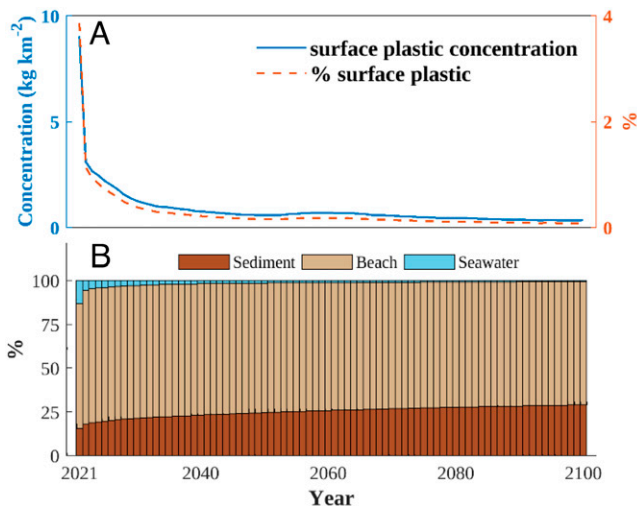 A
10
5
0
Concentration (kg km⁻²)
surface plastic concentration
% surface plastic
4
2
0
%
B
Sediment Beach Seawater
100
75
50
25
0
%
2021 2040 2060 2080 2100
Year